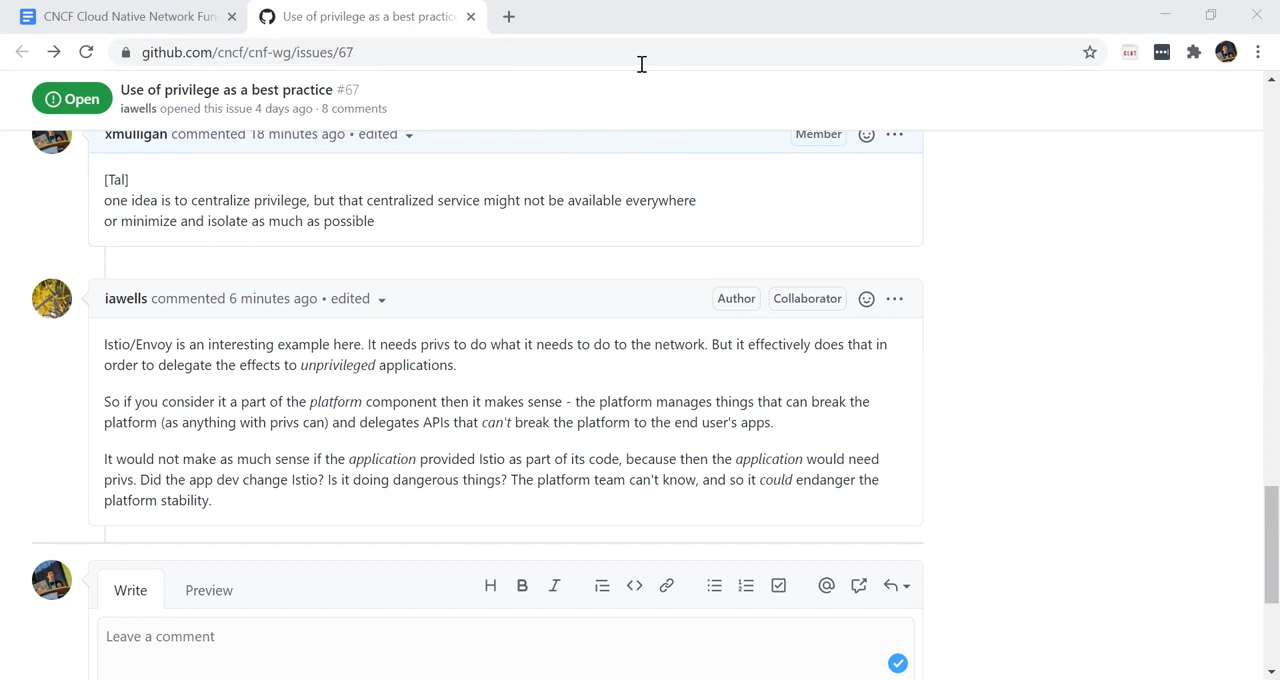 CNCF Cloud Native Network Fun
Use of privilege as a best practice
github.com/cncf/cnf-wg/issues/67
Open
Use of privilege as a best practice #67
iawells opened this issue 4 days ago · 8 comments
xmulligan commented 18 minutes ago • edited
Member
[Tal]
one idea is to centralize privilege, but that centralized service might not be available everywhere
or minimize and isolate as much as possible
iawells commented 6 minutes ago • edited
Author
Collaborator
Istio/Envoy is an interesting example here. It needs privs to do what it needs to do to the network. But it effectively does that in
order to delegate the effects to unprivileged applications.
So if you consider it a part of the platform component then it makes sense - the platform manages things that can break the
platform (as anything with privs can) and delegates APIs that can't break the platform to the end user's apps.
It would not make as much sense if the application provided Istio as part of its code, because then the application would need
privs. Did the app dev change Istio? Is it doing dangerous things? The platform team can't know, and so it could endanger the
platform stability.
Write
Preview
Leave a comment